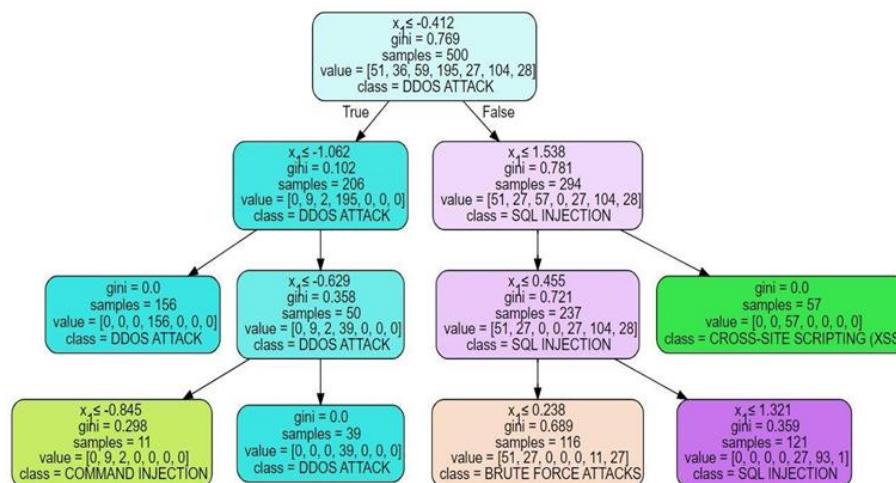 x1≤ -0.412
gini = 0.769
samples = 500
value = [51, 36, 59, 195, 27, 104, 28]
class = DDOS ATTACK
True
False
x1≤ -1.062
gini = 0.102
samples = 206
value = [0, 9, 2, 195, 0, 0, 0]
class = DDOS ATTACK
x1≤ 1.538
gini = 0.781
samples = 294
value = [51, 27, 57, 0, 27, 104, 28]
class = SQL INJECTION
gini = 0.0
samples = 156
value = [0, 0, 0, 156, 0, 0, 0]
class = DDOS ATTACK
x1≤ -0.629
gini = 0.358
samples = 50
value = [0, 9, 2, 39, 0, 0, 0]
class = DDOS ATTACK
x1≤ 0.455
gini = 0.721
samples = 237
value = [51, 27, 0, 0, 27, 104, 28]
class = SQL INJECTION
gini = 0.0
samples = 57
value = [0, 0, 57, 0, 0, 0, 0]
class = CROSS-SITE SCRIPTING (XSS
x1≤ -0.845
gini = 0.298
samples = 11
value = [0, 9, 2, 0, 0, 0, 0]
class = COMMAND INJECTION
gini = 0.0
samples = 39
value = [0, 0, 0, 39, 0, 0, 0]
class = DDOS ATTACK
x1≤ 0.238
gini = 0.689
samples = 116
value = [51, 27, 0, 0, 0, 11, 27]
class = BRUTE FORCE ATTACKS
x1≤ 1.321
gini = 0.359
samples = 121
value = [0, 0, 0, 0, 27, 93, 1]
class = SQL INJECTION